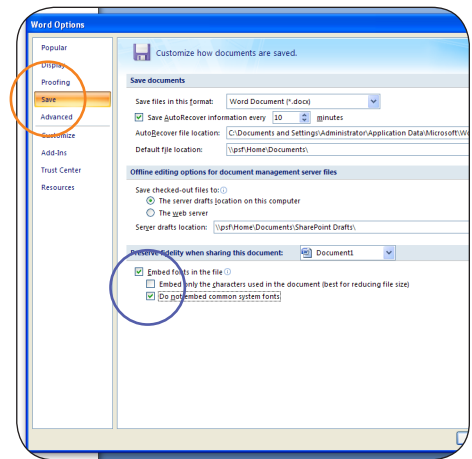 Word Options
Popular
Display
Proofing
Save
Advanced
Customize
Add-Ins
Trust Center
Resources
Customize how documents are saved.
Save documents
Save files in this format: Word Document (*.docx)
Save AutoRecover information every 10 minutes
AutoRecover file location: C:\Documents and Settings\Administrator\Application Data\Microsoft\Wo
Default file location: \\psf\Home\Documents\
Offline editing options for document management server files
Save checked-out files to:
The server drafts location on this computer
The web server
Server drafts location: \\psf\Home\Documents\SharePoint Drafts\
Preserve fidelity when sharing this document: Document1
Embed fonts in the file
Embed only the characters used in the document (best for reducing file size)
Do not embed common system fonts